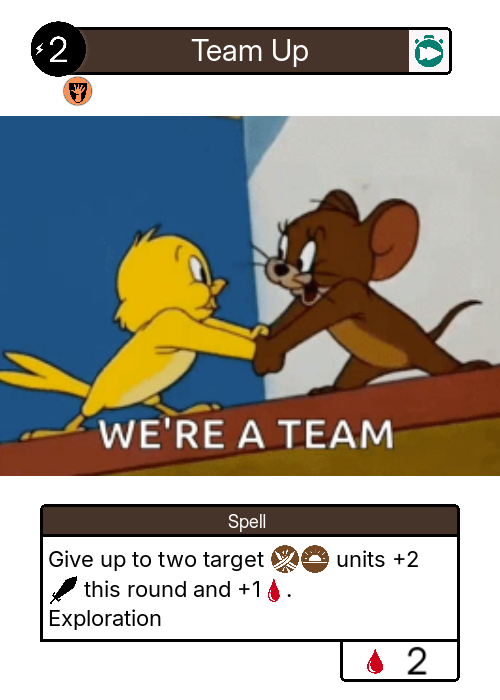 2
Team Up
WE'RE A TEAM
Spell
Give up to two target units +2
this round and +1 .
Exploration
2